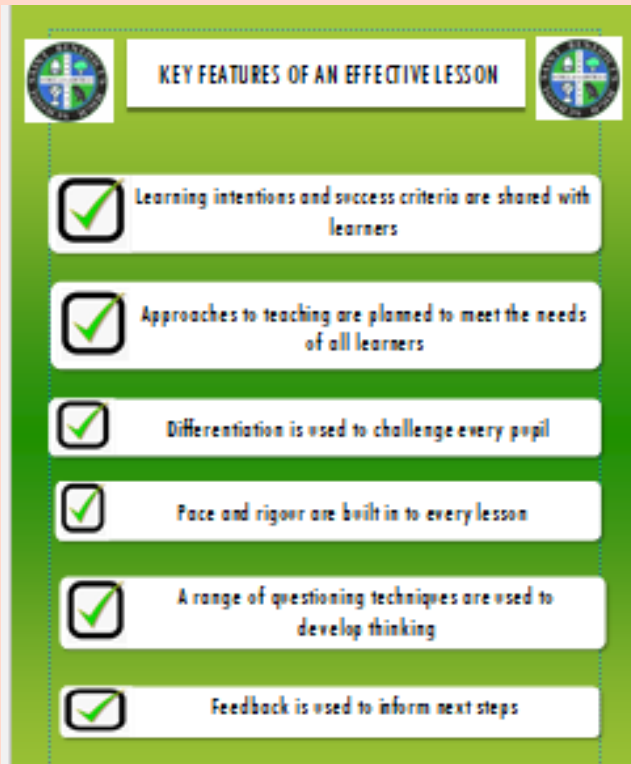 KEY FEATURES OF AN EFFECTIVE LESSON
Learning intentions and success criteria are shared with
learners
Approaches to teaching are planned to meet the needs
of all learners
Differentiation is used to challenge every pupil
Pace and rigour are built in to every lesson
A range of questioning techniques are used to
develop thinking
Feedback is used to inform next steps